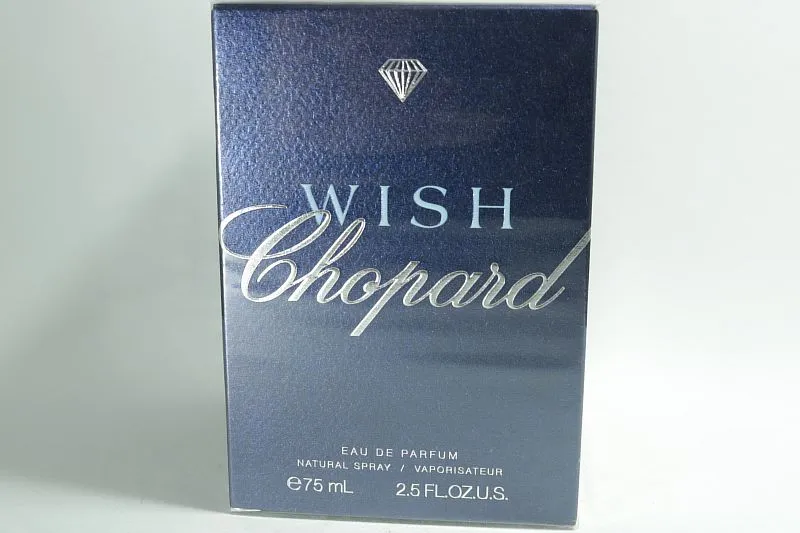 WISH
Chopard
EAU DE PARFUM
NATURAL SPRAY / VAPORISATEUR
℮75 mL 2.5 FL.OZ.U.S.